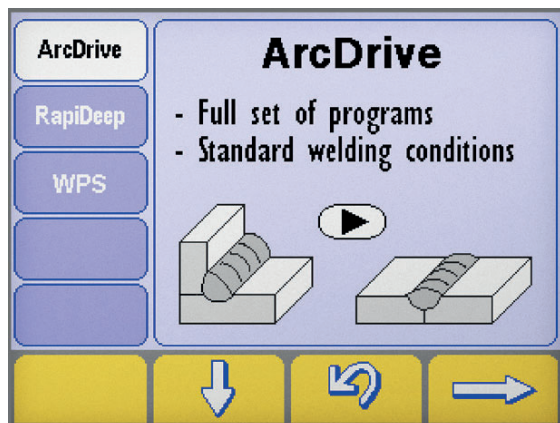 ArcDrive
RapiDeep
WPS
ArcDrive
- Full set of programs
- Standard welding conditions